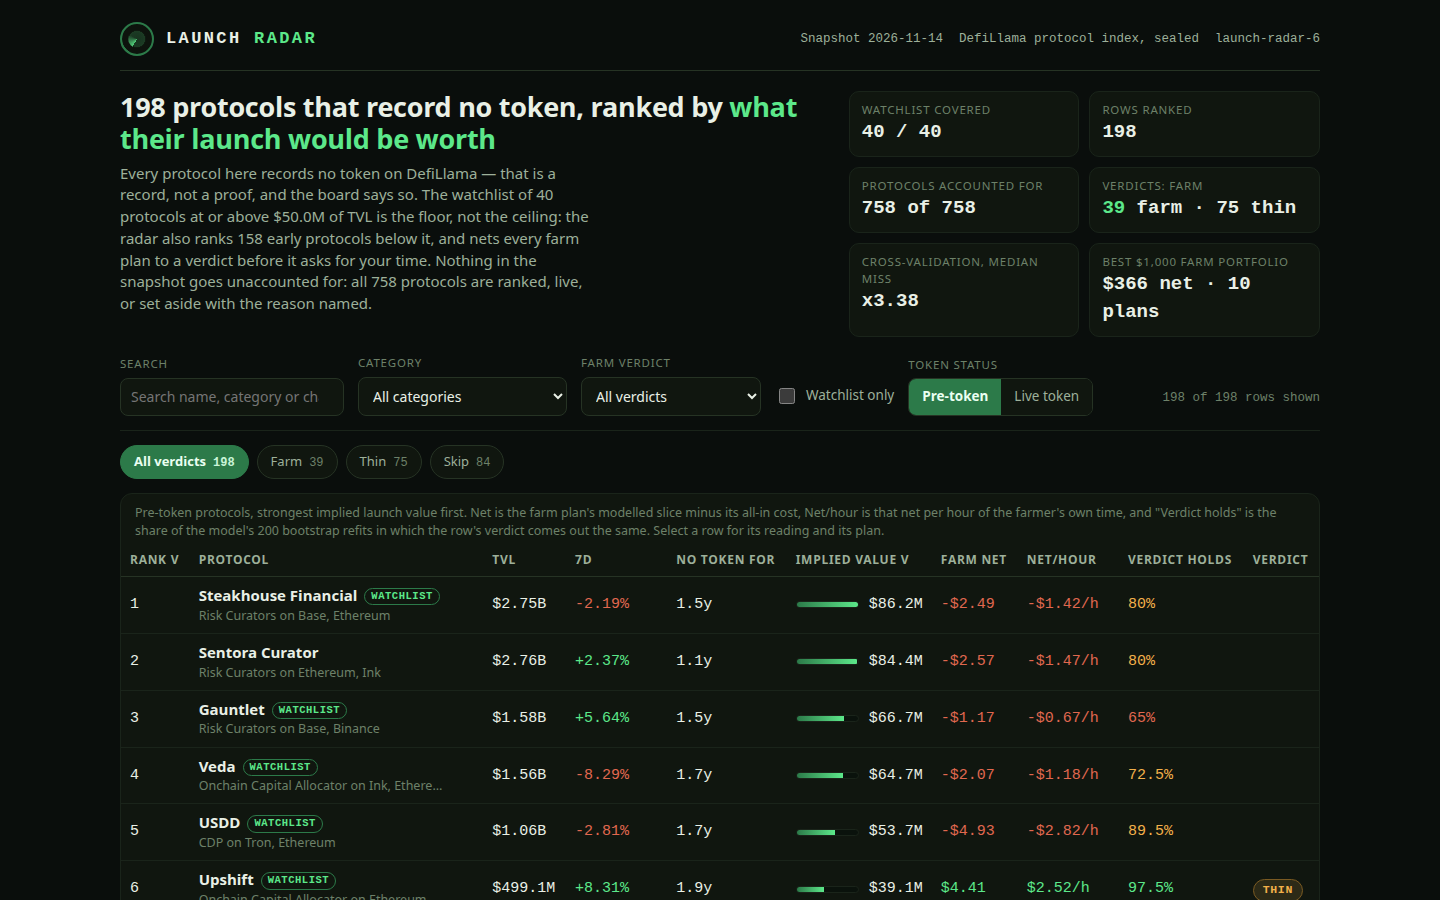 LAUNCH RADAR
Snapshot 2026-11-14 DefiLlama protocol index, sealed launch-radar-6
198 protocols that record no token, ranked by what
their launch would be worth
Every protocol here records no token on DefiLlama — that is a
record, not a proof, and the board says so. The watchlist of 40
protocols at or above $50.0M of TVL is the floor, not the ceiling: the
radar also ranks 158 early protocols below it, and nets every farm
plan to a verdict before it asks for your time. Nothing in the
snapshot goes unaccounted for: all 758 protocols are ranked, live,
or set aside with the reason named.
WATCHLIST COVERED
40 / 40
ROWS RANKED
198
PROTOCOLS ACCOUNTED FOR
758 of 758
VERDICTS: FARM
39 farm · 75 thin
CROSS-VALIDATION, MEDIAN
MISS
x3.38
BEST $1,000 FARM PORTFOLIO
$366 net · 10
plans
SEARCH
Search name, category or ch
CATEGORY
All categories
FARM VERDICT
All verdicts
Watchlist only
TOKEN STATUS
Pre-token Live token
198 of 198 rows shown
All verdicts 198 Farm 39 Thin 75 Skip 84
Pre-token protocols, strongest implied launch value first. Net is the farm plan's modelled slice minus its all-in cost, Net/hour is that net per hour of the farmer's own time, and "Verdict holds" is the
share of the model's 200 bootstrap refits in which the row's verdict comes out the same. Select a row for its reading and its plan.
RANK V PROTOCOL TVL 7D NO TOKEN FOR IMPLIED VALUE V FARM NET NET/HOUR VERDICT HOLDS VERDICT
1 Steakhouse Financial WATCHLIST $2.75B -2.19% 1.5y $86.2M -$2.49 -$1.42/h 80%
Risk Curators on Base, Ethereum
2 Sentora Curator $2.76B +2.37% 1.1y $84.4M -$2.57 -$1.47/h 80%
Risk Curators on Ethereum, Ink
3 Gauntlet WATCHLIST $1.58B +5.64% 1.5y $66.7M -$1.17 -$0.67/h 65%
Risk Curators on Base, Binance
4 Veda WATCHLIST $1.56B -8.29% 1.7y $64.7M -$2.07 -$1.18/h 72.5%
Onchain Capital Allocator on Ink, Ethere...
5 USDD WATCHLIST $1.06B -2.81% 1.7y $53.7M -$4.93 -$2.82/h 89.5%
CDP on Tron, Ethereum
6 Upshift WATCHLIST $499.1M +8.31% 1.9y $39.1M $4.41 $2.52/h 97.5% THIN
Onchain Capital Allocator on Ethereum